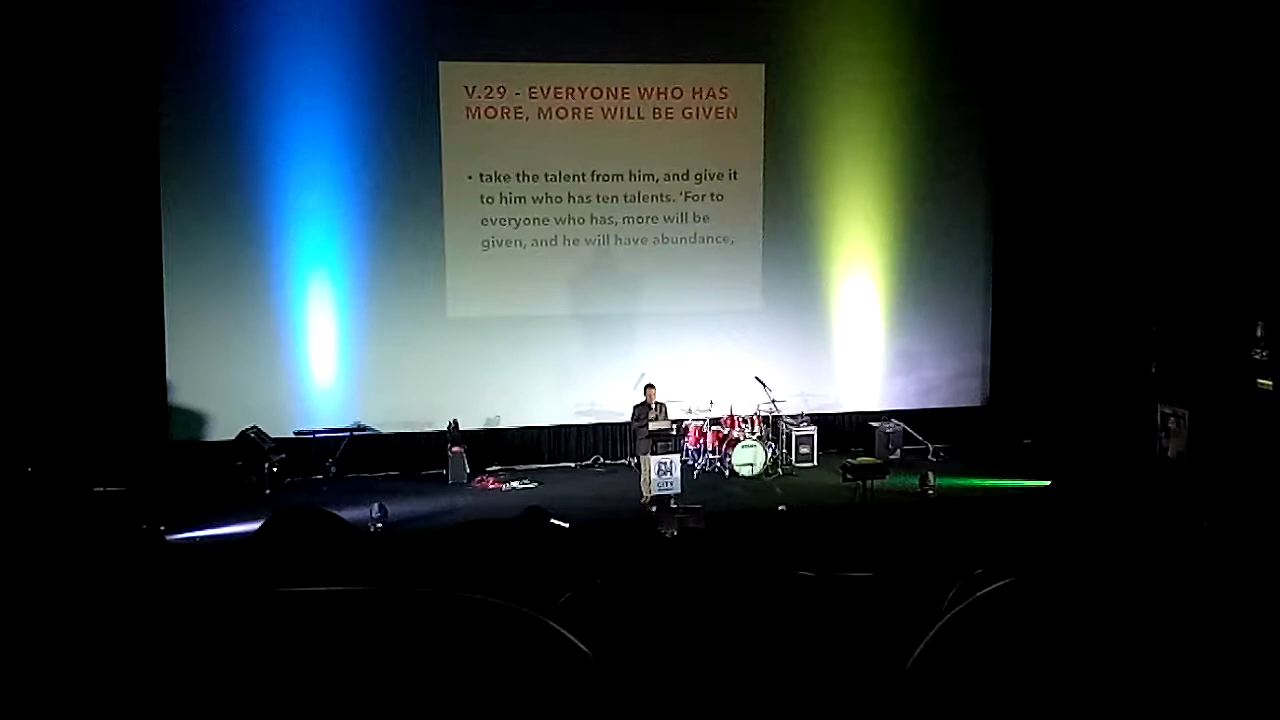 V.29 - EVERYONE WHO HAS
MORE, MORE WILL BE GIVEN
• take the talent from him, and give it
to him who has ten talents. 'For to
everyone who has, more will be
given, and he will have abundance;
CITY